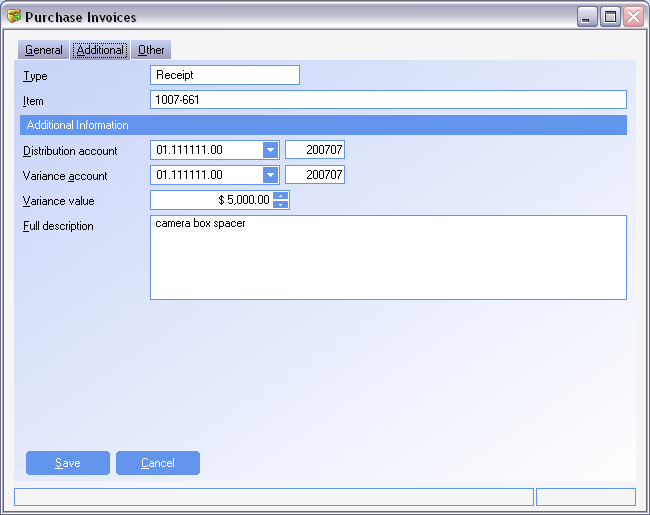 Purchase Invoices
General Additional Other
Type Receipt
Item 1007-661
Additional Information
Distribution account 01.111111.00 200707
Variance account 01.111111.00 200707
Variance value $ 5,000.00
Full description camera box spacer
Save Cancel